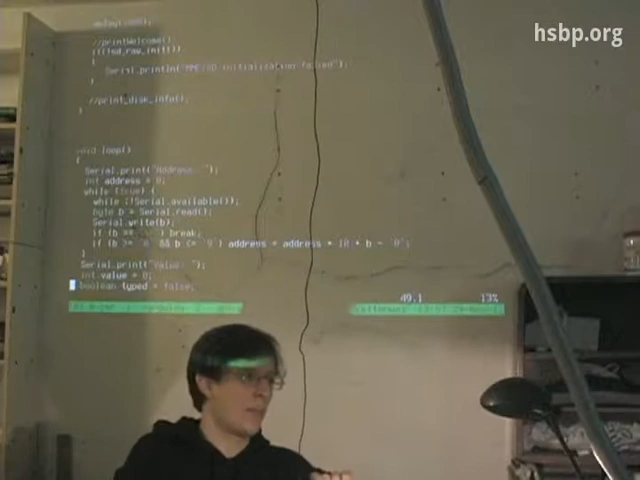 hsbp.org
//printWelcome();
Serial.println("MMC/SD initialization failed");
}
//print_disk_info();
}
void loop()
{
Serial.print("Address: ");
int address = 0;
while (true) {
while (!Serial.available());
byte b = Serial.read();
Serial.write(b);
if (b == break;
if (b >= '0' && b <= '9') address = address * 10 + b - '0';
}
Serial.print("Value: ");
int value = 0;
boolean typed = false;
49,1 13%